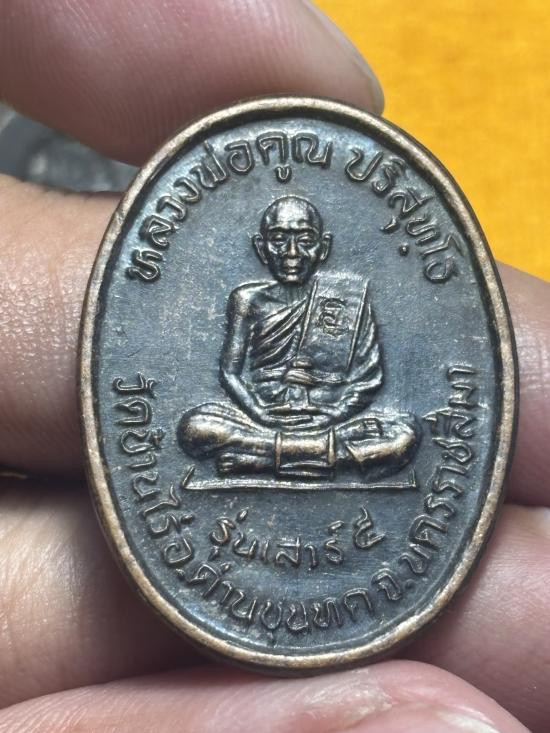 หลวงพ่อคูณ ปริสุทฺโธ
รุ่นเสาร์ ๕
วัดบ้านไร่ อ.ด่านขุนทด จ.นครราชสีมา